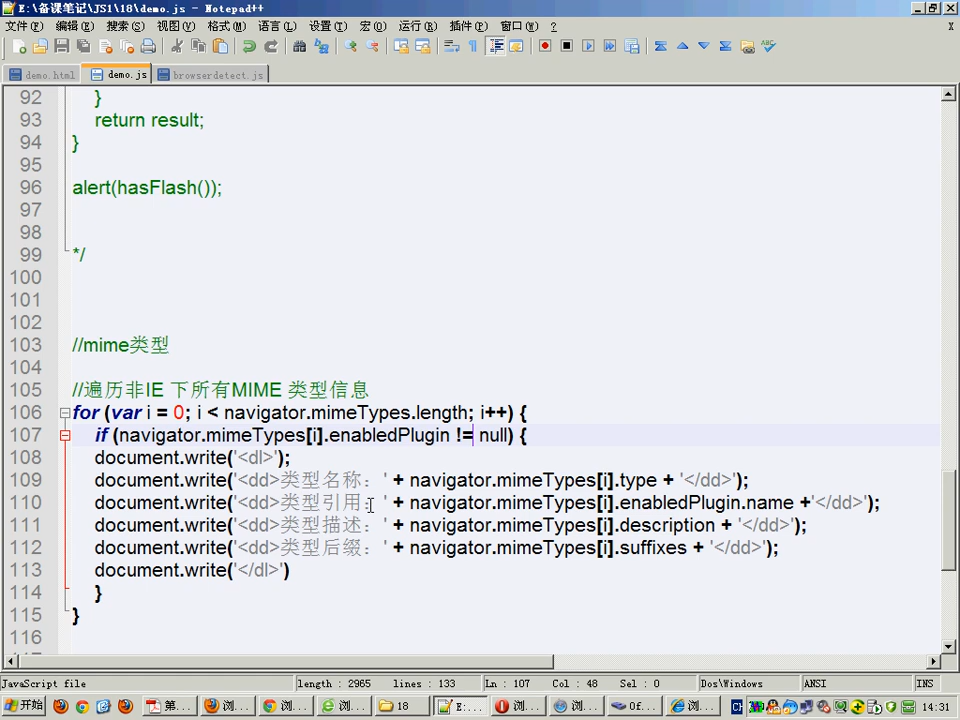 E:\备课笔记\JS1\18\demo.js - Notepad++
文件(F) 编辑(E) 搜索(S) 视图(V) 格式(M) 语言(L) 设置(T) 宏(O) 运行(R) 插件(P) 窗口(W) ? X
demo.html demo.js browserdetect.js
92 }
93 return result;
94 }
95
96 alert(hasFlash());
97
98
99 */
100
101
102
103 //mime类型
104
105 //遍历非IE 下所有MIME 类型信息
106 for (var i = 0; i < navigator.mimeTypes.length; i++) {
107 if (navigator.mimeTypes[i].enabledPlugin != null) {
108 document.write('<dl>');
109 document.write('<dd>类型名称：' + navigator.mimeTypes[i].type + '</dd>');
110 document.write('<dd>类型引用：' + navigator.mimeTypes[i].enabledPlugin.name +'</dd>');
111 document.write('<dd>类型描述：' + navigator.mimeTypes[i].description + '</dd>');
112 document.write('<dd>类型后缀：' + navigator.mimeTypes[i].suffixes + '</dd>');
113 document.write('</dl>')
114 }
115 }
116
JavaScript file length : 2965 lines : 133 Ln : 107 Col : 48 Sel : 0 Dos\Windows ANSI INS
开始 第... 浏... 浏... 浏... 18 E:... 浏... 浏... Of... 浏... 14:31